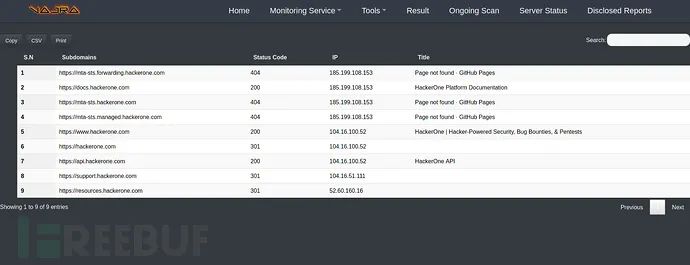 VAJRA Home Monitoring Service Tools Result Ongoing Scan Server Status Disclosed Reports
Copy CSV Print Search:
S.N Subdomains Status Code IP Title
1 https://mta-sts.forwarding.hackerone.com 404 185.199.108.153 Page not found · GitHub Pages
2 https://docs.hackerone.com 200 185.199.108.153 HackerOne Platform Documentation
3 https://mta-sts.hackerone.com 404 185.199.108.153 Page not found · GitHub Pages
4 https://mta-sts.managed.hackerone.com 404 185.199.108.153 Page not found · GitHub Pages
5 https://www.hackerone.com 200 104.16.100.52 HackerOne | Hacker-Powered Security, Bug Bounties, & Pentests
6 https://hackerone.com 301 104.16.100.52
7 https://api.hackerone.com 200 104.16.100.52 HackerOne API
8 https://support.hackerone.com 301 104.16.51.111
9 https://resources.hackerone.com 301 52.60.160.16
Showing 1 to 9 of 9 entries Previous Next
FREEBUF